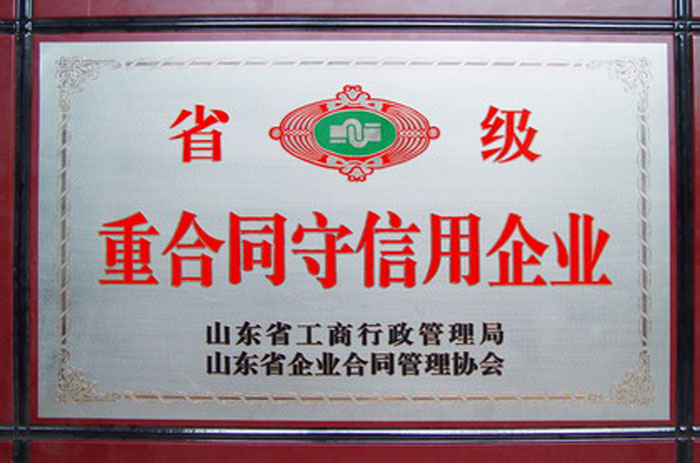 省 级
重合同守信用企业
山东省工商行政管理局
山东省企业合同管理协会